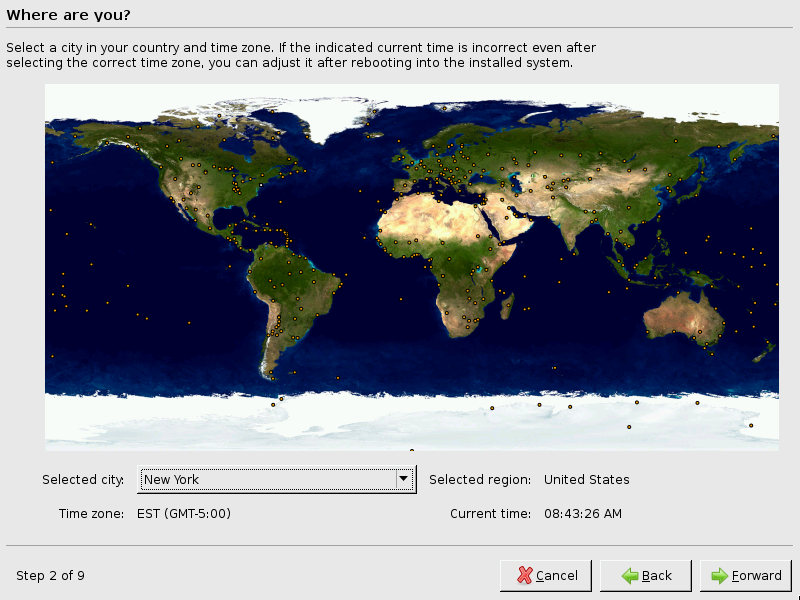 Where are you?
Select a city in your country and time zone. If the indicated current time is incorrect even after
selecting the correct time zone, you can adjust it after rebooting into the installed system.
Selected city: New York Selected region: United States
Time zone: EST (GMT-5:00) Current time: 08:43:26 AM
Step 2 of 9 Cancel Back Forward